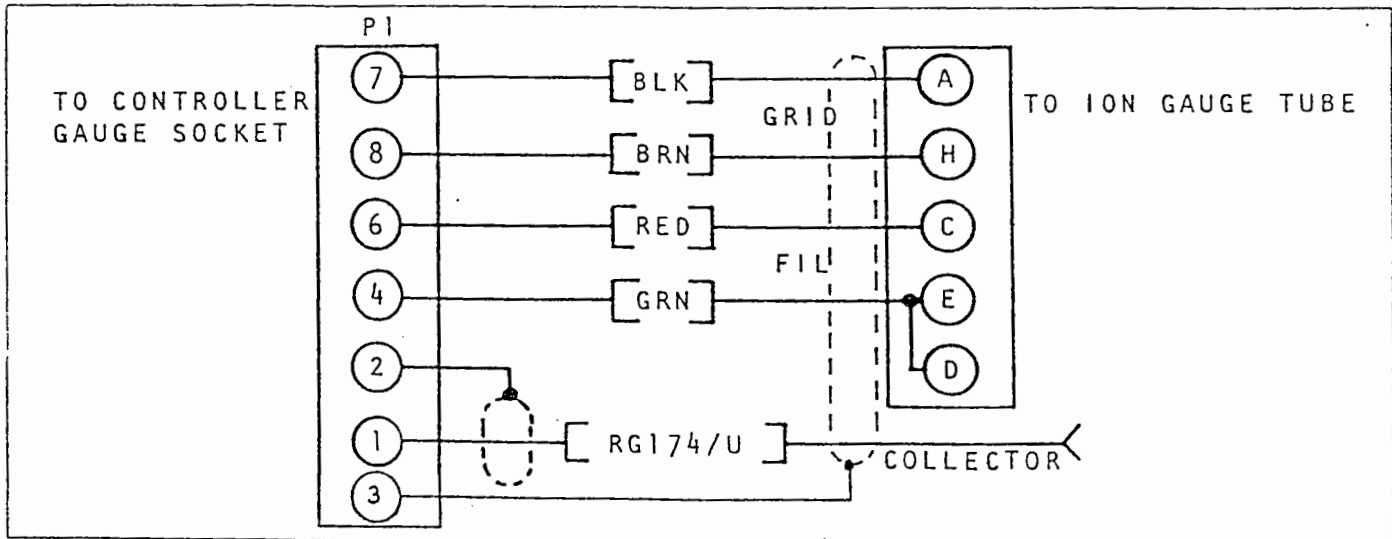 P1
7
BLK
A
TO CONTROLLER
GAUGE SOCKET
TO ION GAUGE TUBE
GRID
8
BRN
H
6
RED
C
FIL
4
GRN
E
2
D
1
RG174/U
COLLECTOR
3